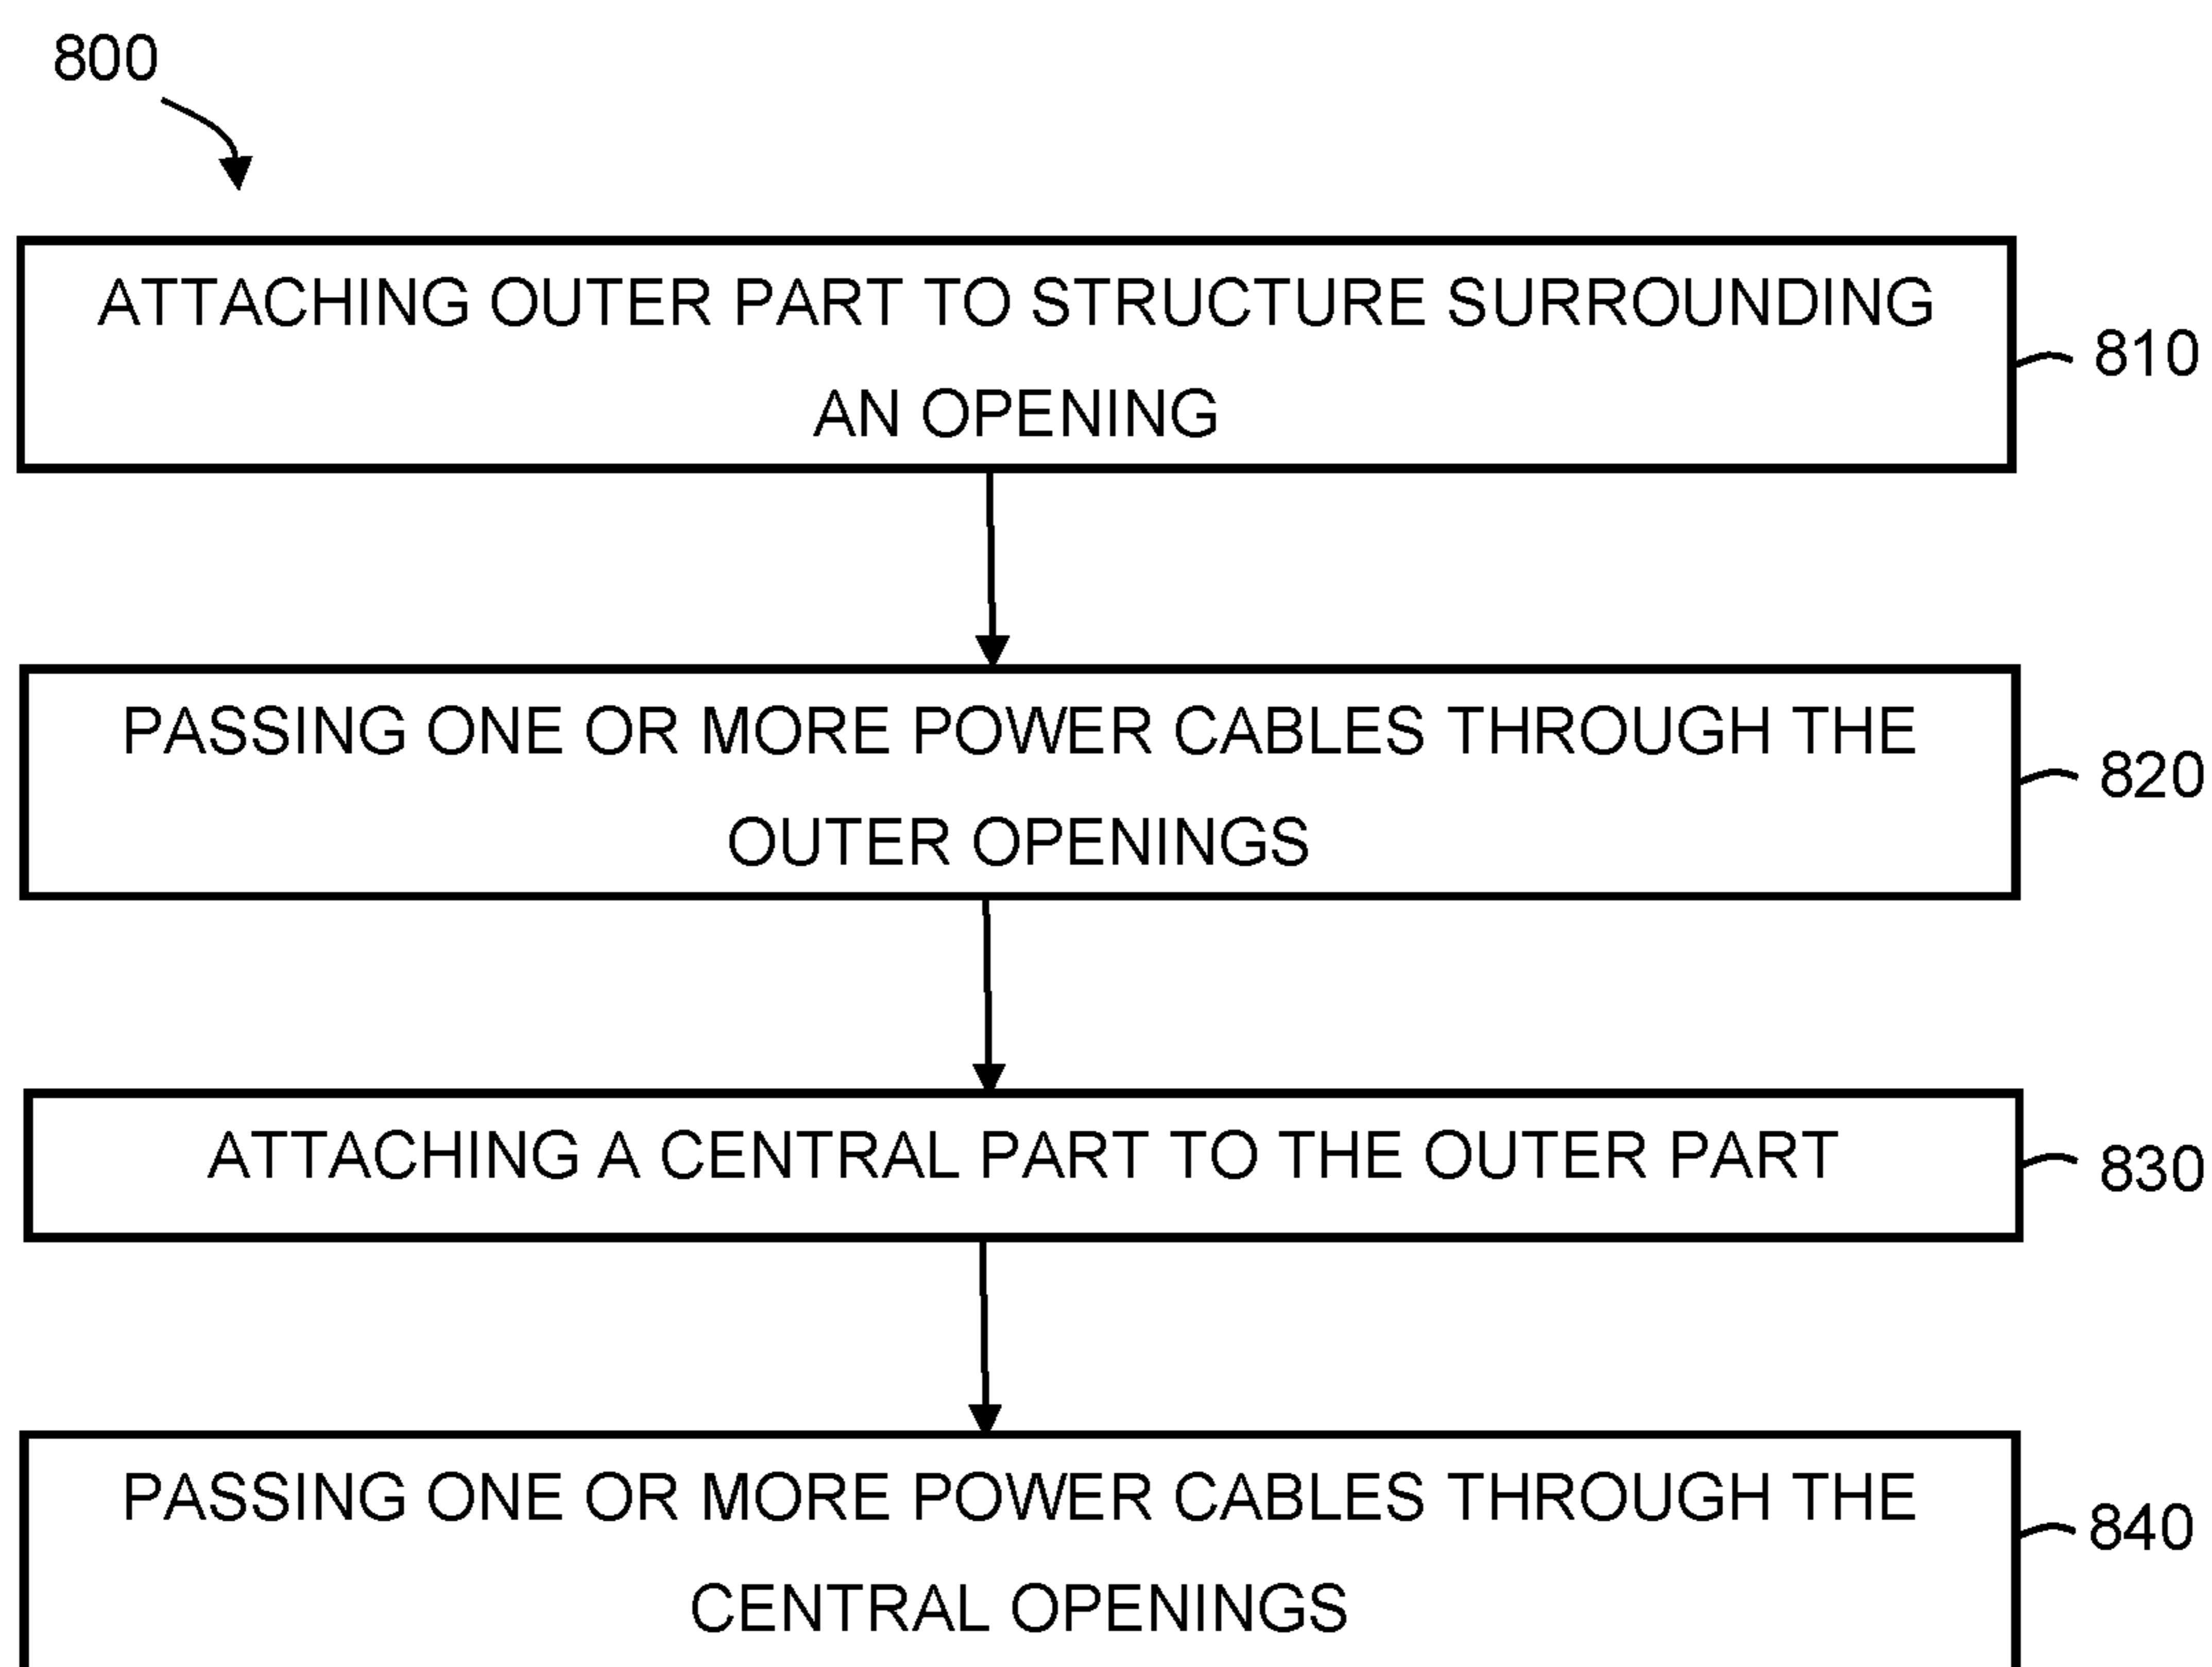 800
ATTACHING OUTER PART TO STRUCTURE SURROUNDING
AN OPENING
810
PASSING ONE OR MORE POWER CABLES THROUGH THE
OUTER OPENINGS
820
ATTACHING A CENTRAL PART TO THE OUTER PART
830
PASSING ONE OR MORE POWER CABLES THROUGH THE
CENTRAL OPENINGS
840